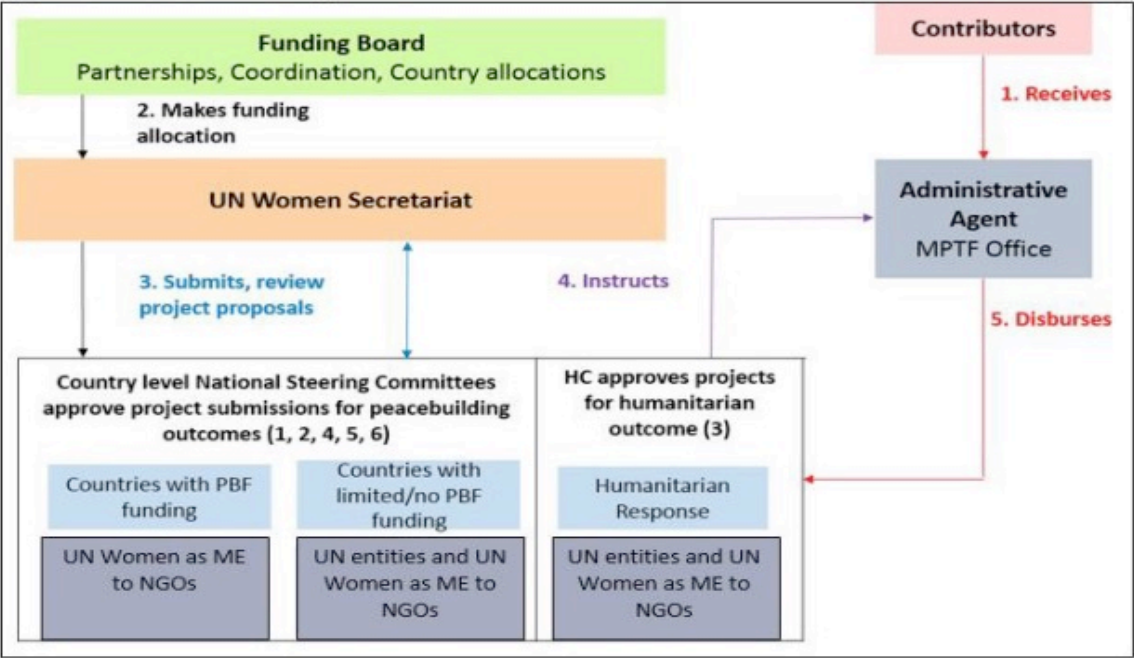 Funding Board
Partnerships, Coordination, Country allocations
Contributors
1. Receives
2. Makes funding
allocation
UN Women Secretariat
Administrative
Agent
MPTF Office
3. Submits, review
project proposals
4. Instructs
5. Disburses
Country level National Steering Committees
approve project submissions for peacebuilding
outcomes (1, 2, 4, 5, 6)
HC approves projects
for humanitarian
outcome (3)
Countries with PBF
funding
Countries with
limited/no PBF
funding
Humanitarian
Response
UN Women as ME
to NGOs
UN entities and UN
Women as ME to
NGOs
UN entities and UN
Women as ME to
NGOs